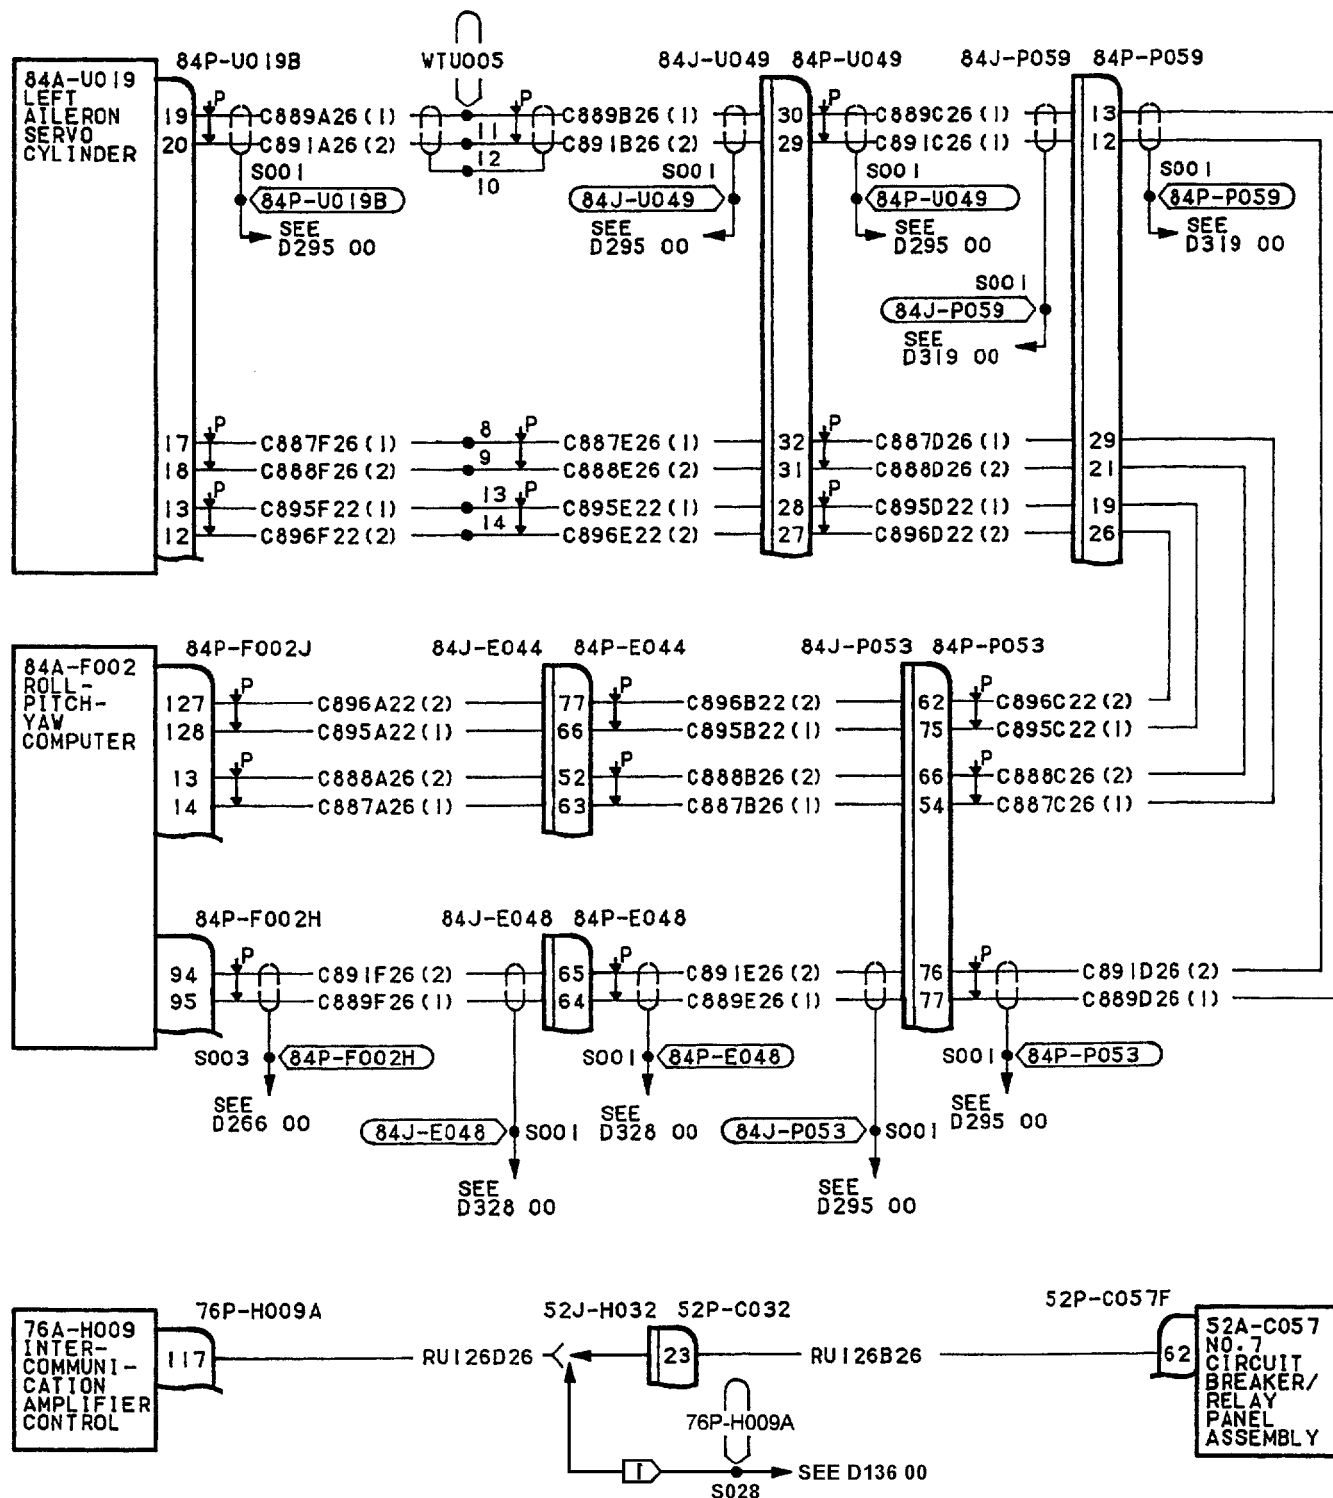 84P-U019B WTU005 84J-U049 84P-U049 84J-P059 84P-P059
84A-U019
LEFT
AILERON
SERVO
CYLINDER
19 P C889A26(1) 11 P C889B26(1) 30 P C889C26(1) 13
20 C891A26(2) 12 C891B26(2) 29 C891C26(1) 12
10
S001 S001 S001 S001
84P-U019B 84J-U049 84P-U049 84P-P059
SEE SEE SEE SEE
D295 00 D295 00 D295 00 D319 00
S001
84J-P059
SEE
D319 00
17 P C887F26(1) 8 P C887E26(1) 32 P C887D26(1) 29
18 C888F26(2) 9 C888E26(2) 31 C888D26(2) 21
13 P C895F22(1) 13 P C895E22(1) 28 P C895D22(1) 19
12 C896F22(2) 14 C896E22(2) 27 C896D22(2) 26
84P-F002J 84J-E044 84P-E044 84J-P053 84P-P053
84A-F002
ROLL-
PITCH-
YAW
COMPUTER
127 P C896A22(2) 77 P C896B22(2) 62 P C896C22(2)
128 C895A22(1) 66 C895B22(1) 75 C895C22(1)
13 P C888A26(2) 52 P C888B26(2) 66 P C888C26(2)
14 C887A26(1) 63 C887B26(1) 54 C887C26(1)
84P-F002H 84J-E048 84P-E048
94 P C891F26(2) 65 P C891E26(2) 76 P C891D26(2)
95 C889F26(1) 64 C889E26(1) 77 C889D26(1)
S003 84P-F002H S001 84P-E048 S001 84P-P053
SEE SEE SEE
D266 00 D328 00 D295 00
84J-E048 S001 84J-P053 S001
SEE SEE
D328 00 D295 00
76P-H009A 52J-H032 52P-C032 52P-C057F
76A-H009
INTER-
COMMUNI-
CATION
AMPLIFIER
CONTROL
117 RU126D26 23 RU126B26 62
52A-C057
NO.7
CIRCUIT
BREAKER/
RELAY
PANEL
ASSEMBLY
76P-H009A
1 SEE D136 00
S028